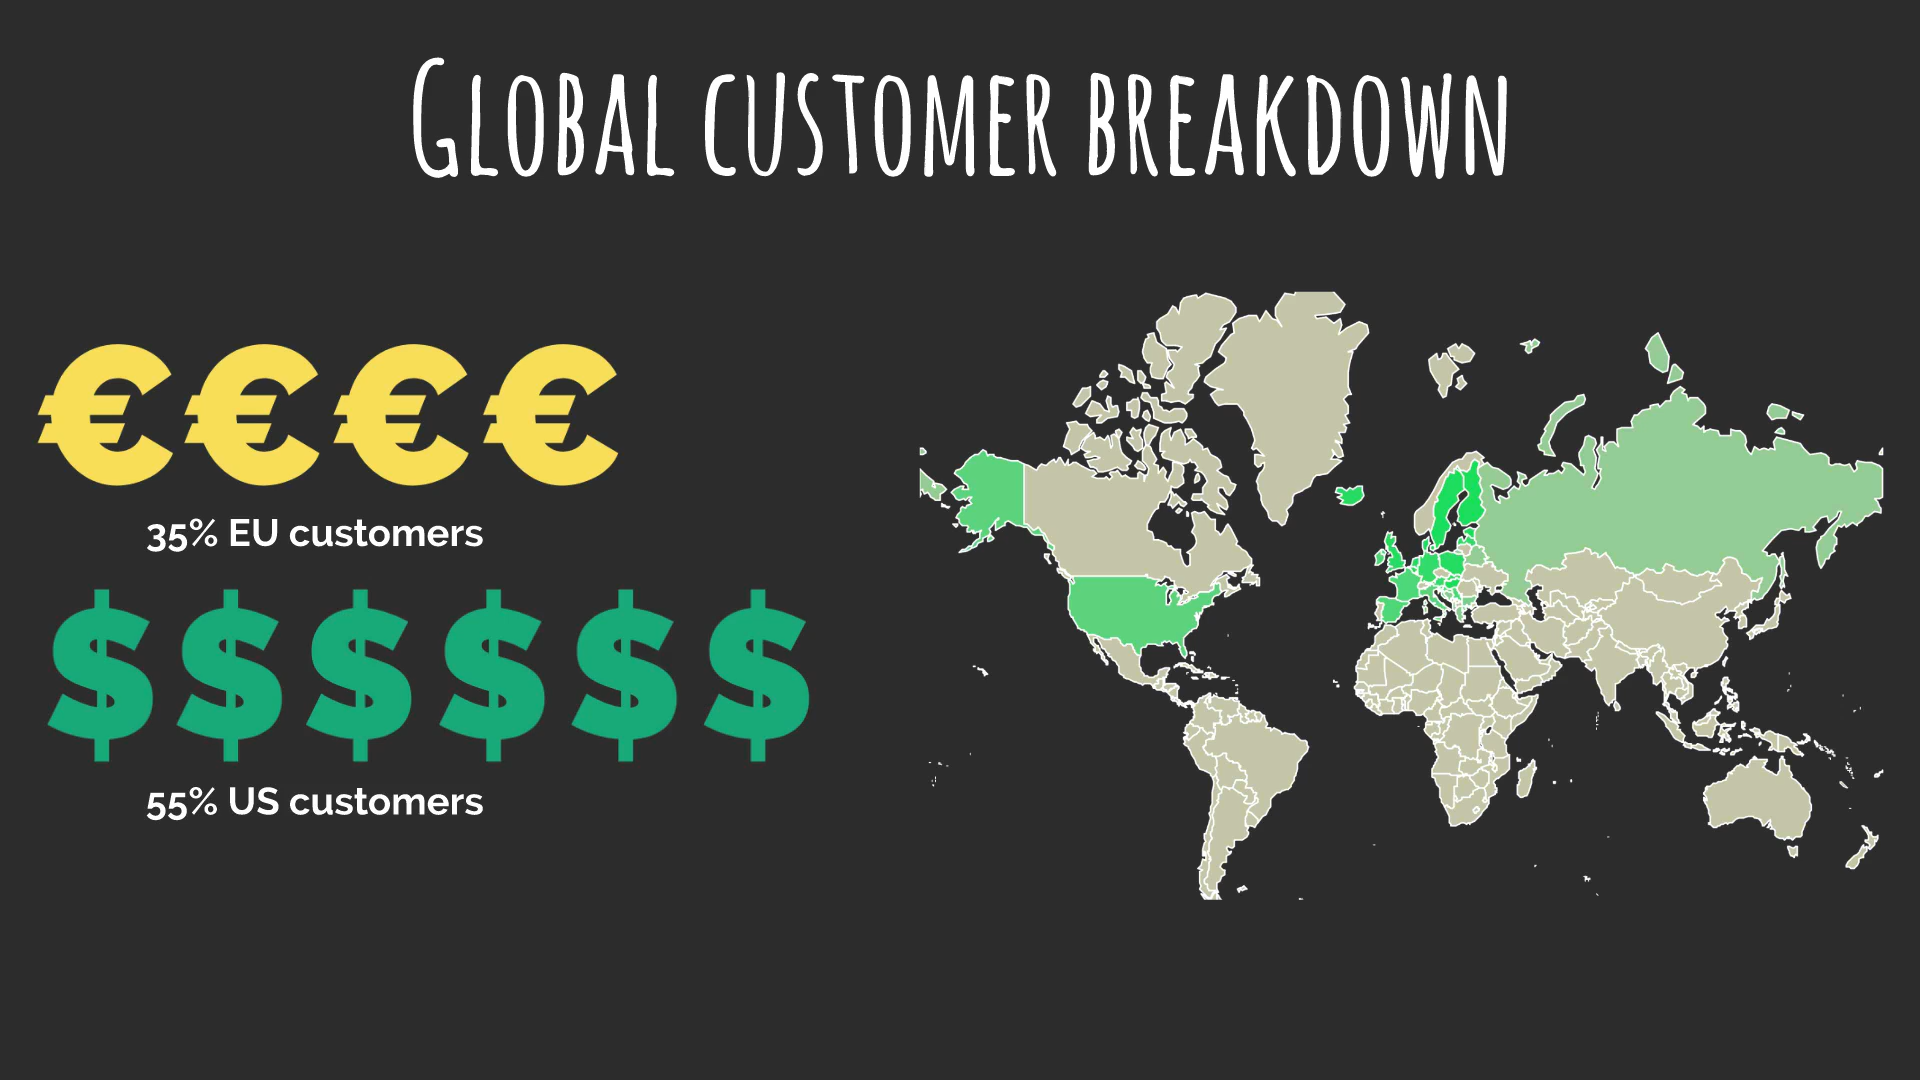 Global customer breakdown
€€€€
35% EU customers
$$$$$$
55% US customers